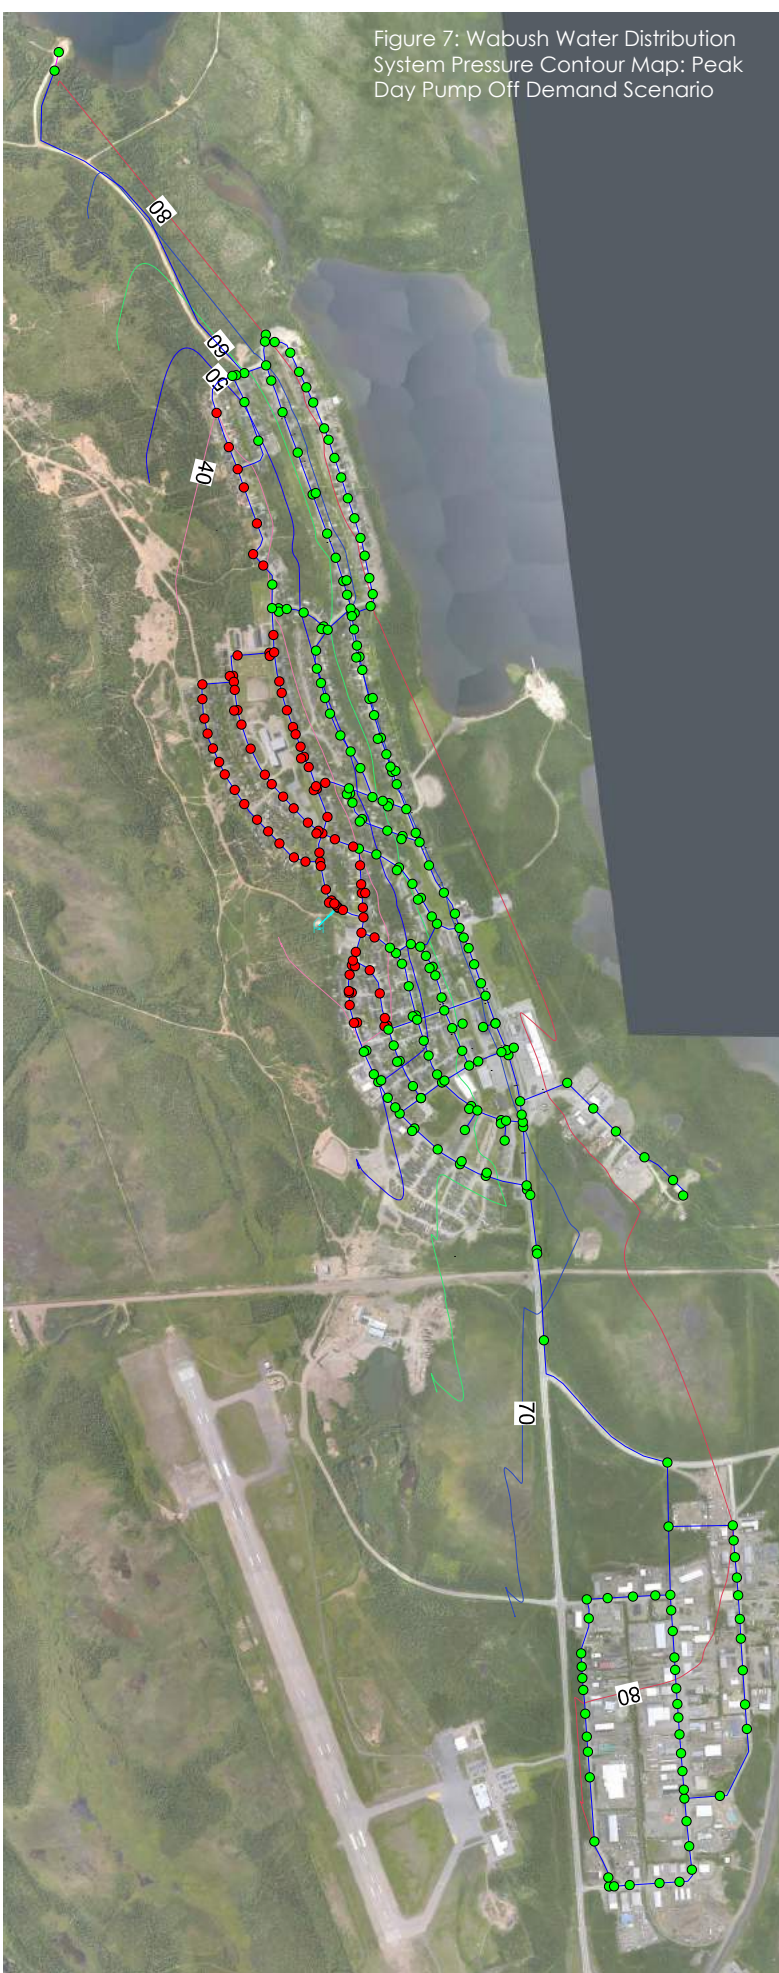 Figure 7: Wabush Water Distribution
System Pressure Contour Map: Peak
Day Pump Off Demand Scenario
80
60
50
40
70
80